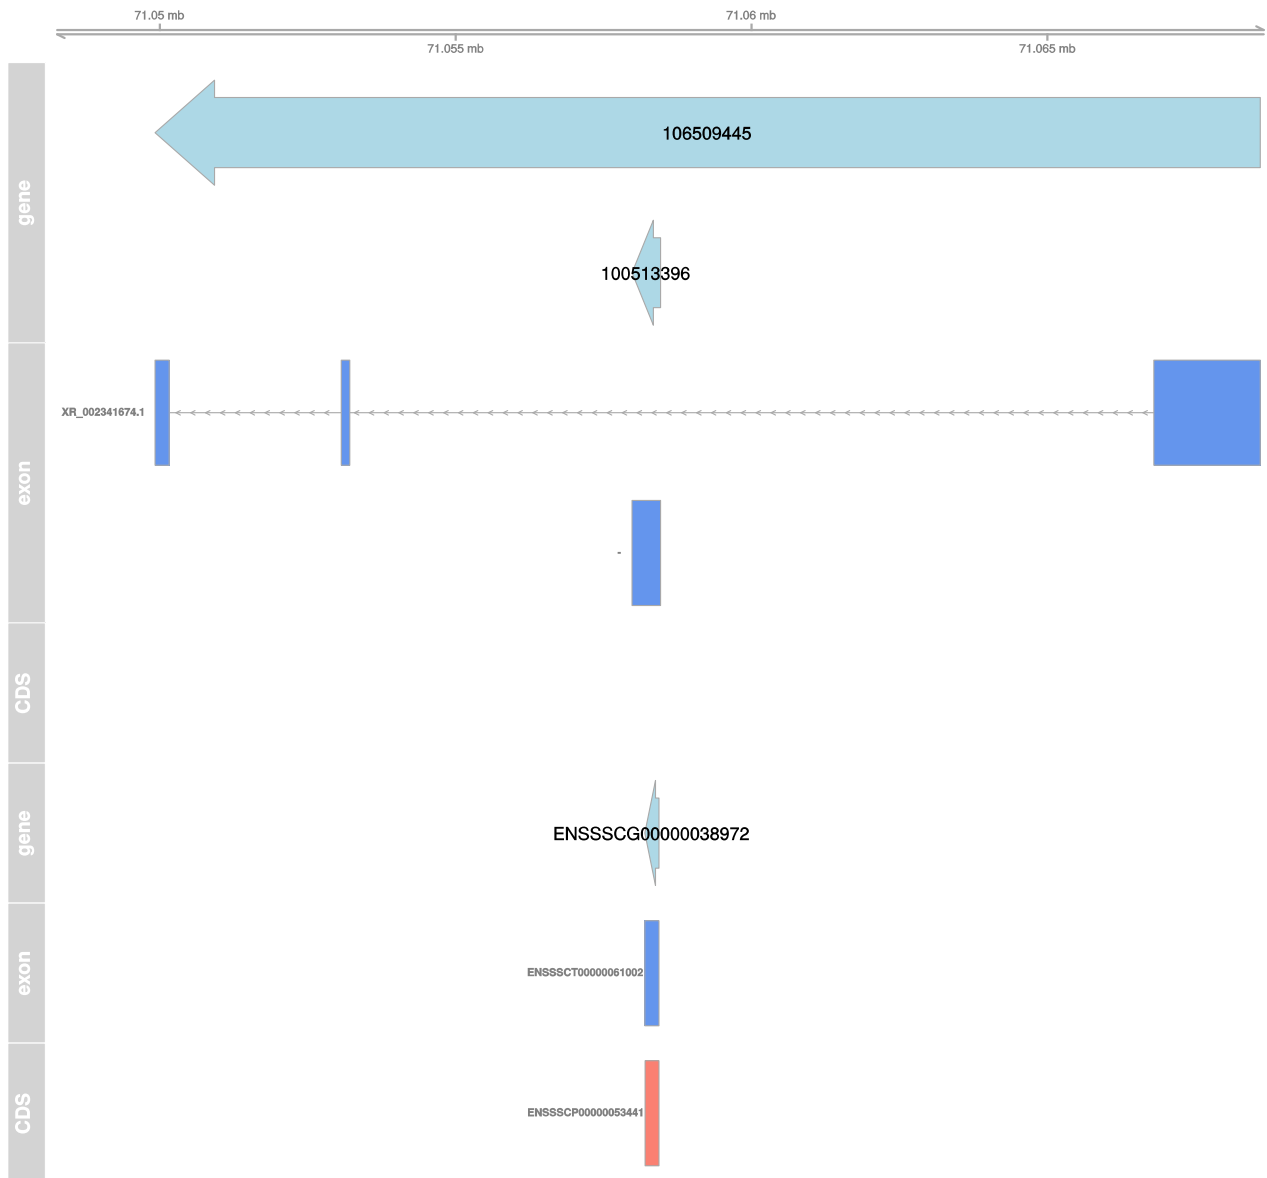 71.05 mb
71.06 mb
71.055 mb
71.065 mb
gene
106509445
100513396
exon
XR_002341674.1
-
CDS
gene
ENSSSCG00000038972
exon
ENSSSCT00000061002
CDS
ENSSSCP00000053441